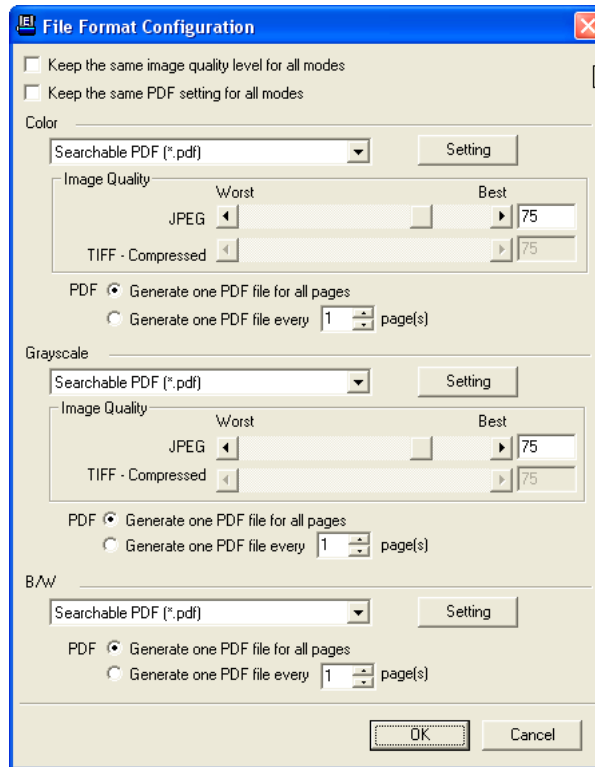 File Format Configuration
Keep the same image quality level for all modes
Keep the same PDF setting for all modes
Color
Searchable PDF (*.pdf) Setting
Image Quality
Worst Best
JPEG 75
TIFF - Compressed 75
PDF Generate one PDF file for all pages
Generate one PDF file every 1 page(s)
Grayscale
Searchable PDF (*.pdf) Setting
Image Quality
Worst Best
JPEG 75
TIFF - Compressed 75
PDF Generate one PDF file for all pages
Generate one PDF file every 1 page(s)
B/W
Searchable PDF (*.pdf) Setting
PDF Generate one PDF file for all pages
Generate one PDF file every 1 page(s)
OK Cancel